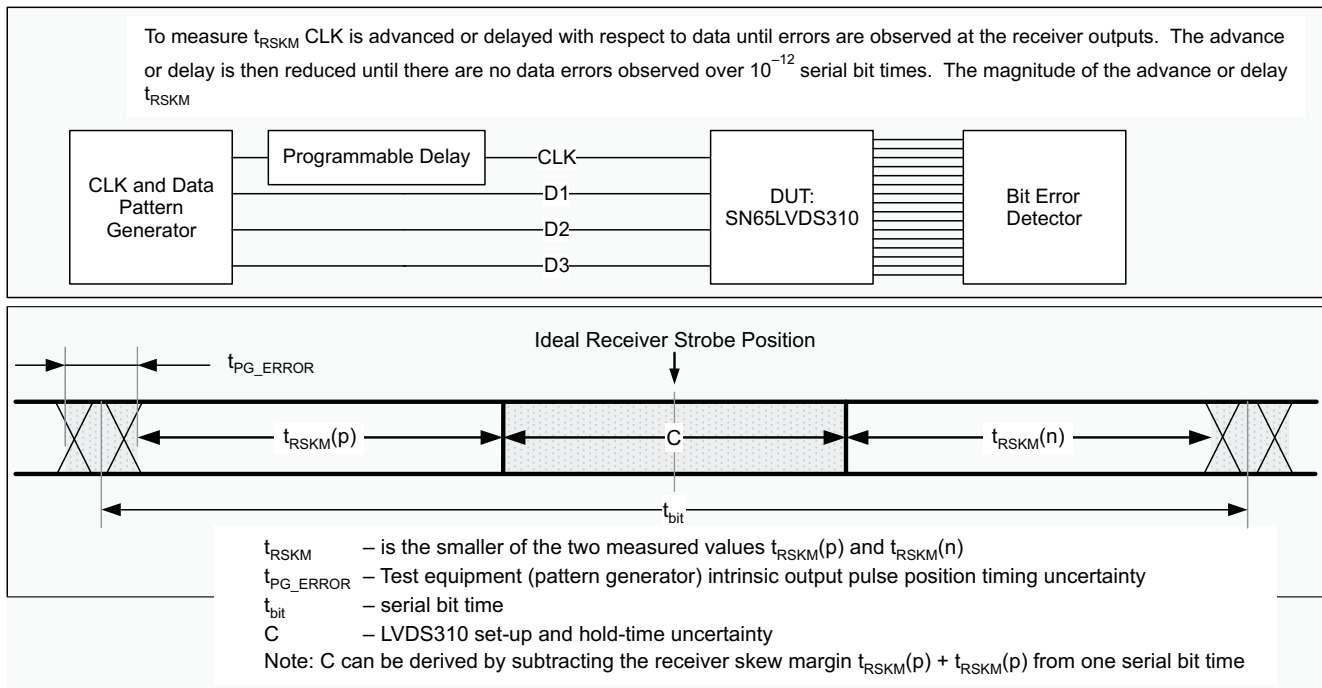 To measure tRSKM CLK is advanced or delayed with respect to data until errors are observed at the receiver outputs. The advance
or delay is then reduced until there are no data errors observed over 10–12 serial bit times. The magnitude of the advance or delay
tRSKM
Programmable Delay
CLK
CLK and Data
Pattern
Generator
D1
D2
D3
DUT:
SN65LVDS310
Bit Error
Detector
Ideal Receiver Strobe Position
tPG_ERROR
tRSKM(p)
C
tRSKM(n)
tbit
tRSKM – is the smaller of the two measured values tRSKM(p) and tRSKM(n)
tPG_ERROR – Test equipment (pattern generator) intrinsic output pulse position timing uncertainty
tbit – serial bit time
C – LVDS310 set-up and hold-time uncertainty
Note: C can be derived by subtracting the receiver skew margin tRSKM(p) + tRSKM(p) from one serial bit time